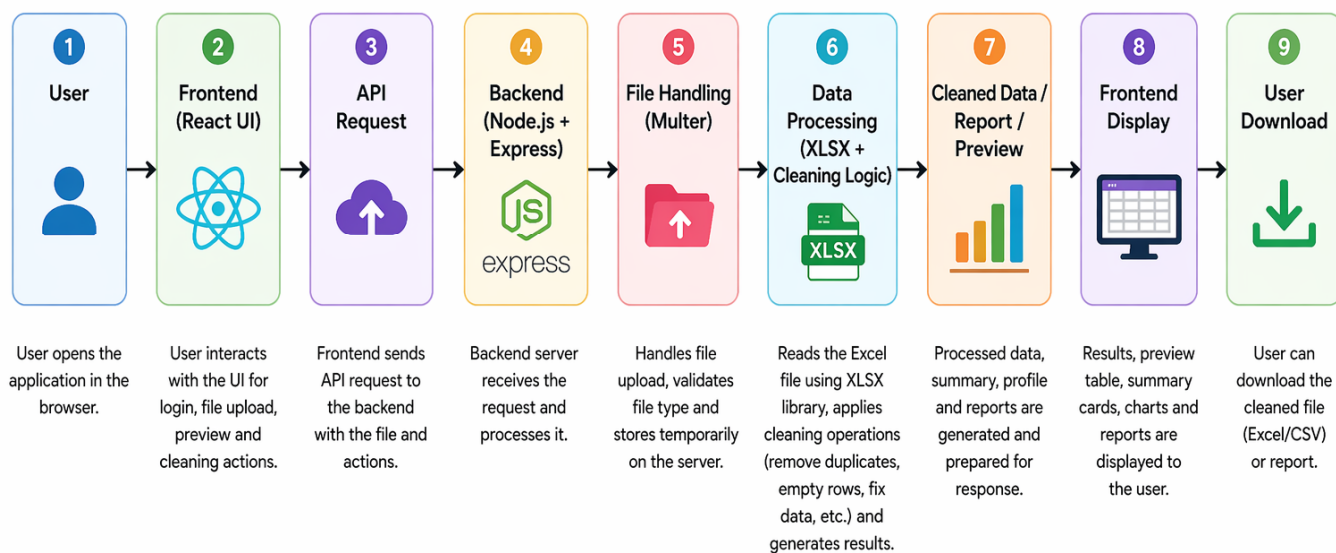 1
User
User opens the
application in the
browser.
2
Frontend
(React UI)
User interacts
with the UI for
login, file upload,
preview and
cleaning actions.
3
API
Request
Frontend sends
API request to
the backend
with the file and
actions.
4
Backend
(Node.js +
Express)
JS
express
Backend server
receives the
request and
processes it.
5
File Handling
(Multer)
Handles file
upload, validates
file type and
stores temporarily
on the server.
6
Data
Processing
(XLSX +
Cleaning Logic)
XLSX
Reads the Excel
file using XLSX
library, applies
cleaning operations
(remove duplicates,
empty rows, fix
data, etc.) and
generates results.
7
Cleaned Data /
Report /
Preview
Processed data,
summary, profile
and reports are
generated and
prepared for
response.
8
Frontend
Display
Results, preview
table, summary
cards, charts and
reports are
displayed to
the user.
9
User
Download
User can
download the
cleaned file
(Excel/CSV)
or report.